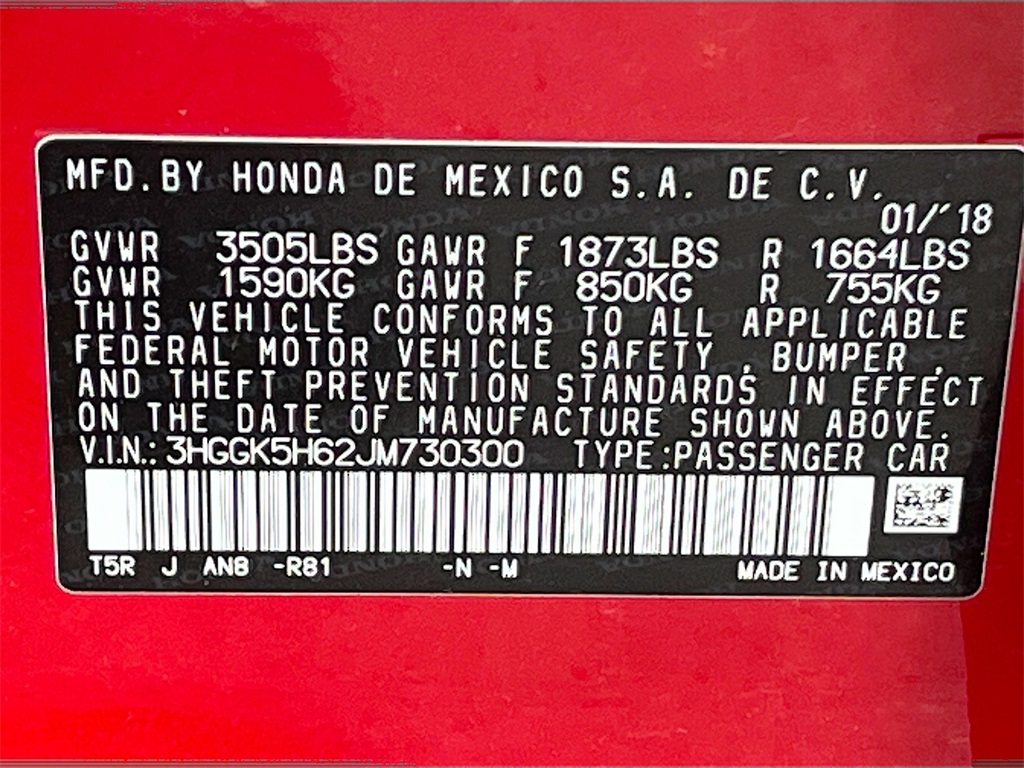 MFD.BY HONDA DE MEXICO S.A. DE C.V.
01/'18
GVWR 3505LBS GAWR F 1873LBS R 1664LBS
GVWR 1590KG GAWR F 850KG R 755KG
THIS VEHICLE CONFORMS TO ALL APPLICABLE
FEDERAL MOTOR VEHICLE SAFETY , BUMPER ,
AND THEFT PREVENTION STANDARDS IN EFFECT
ON THE DATE OF MANUFACTURE SHOWN ABOVE.
V.I.N.: 3HGGK5H62JM730300 TYPE:PASSENGER CAR
T5R J AN8 -R81 -N -M MADE IN MEXICO